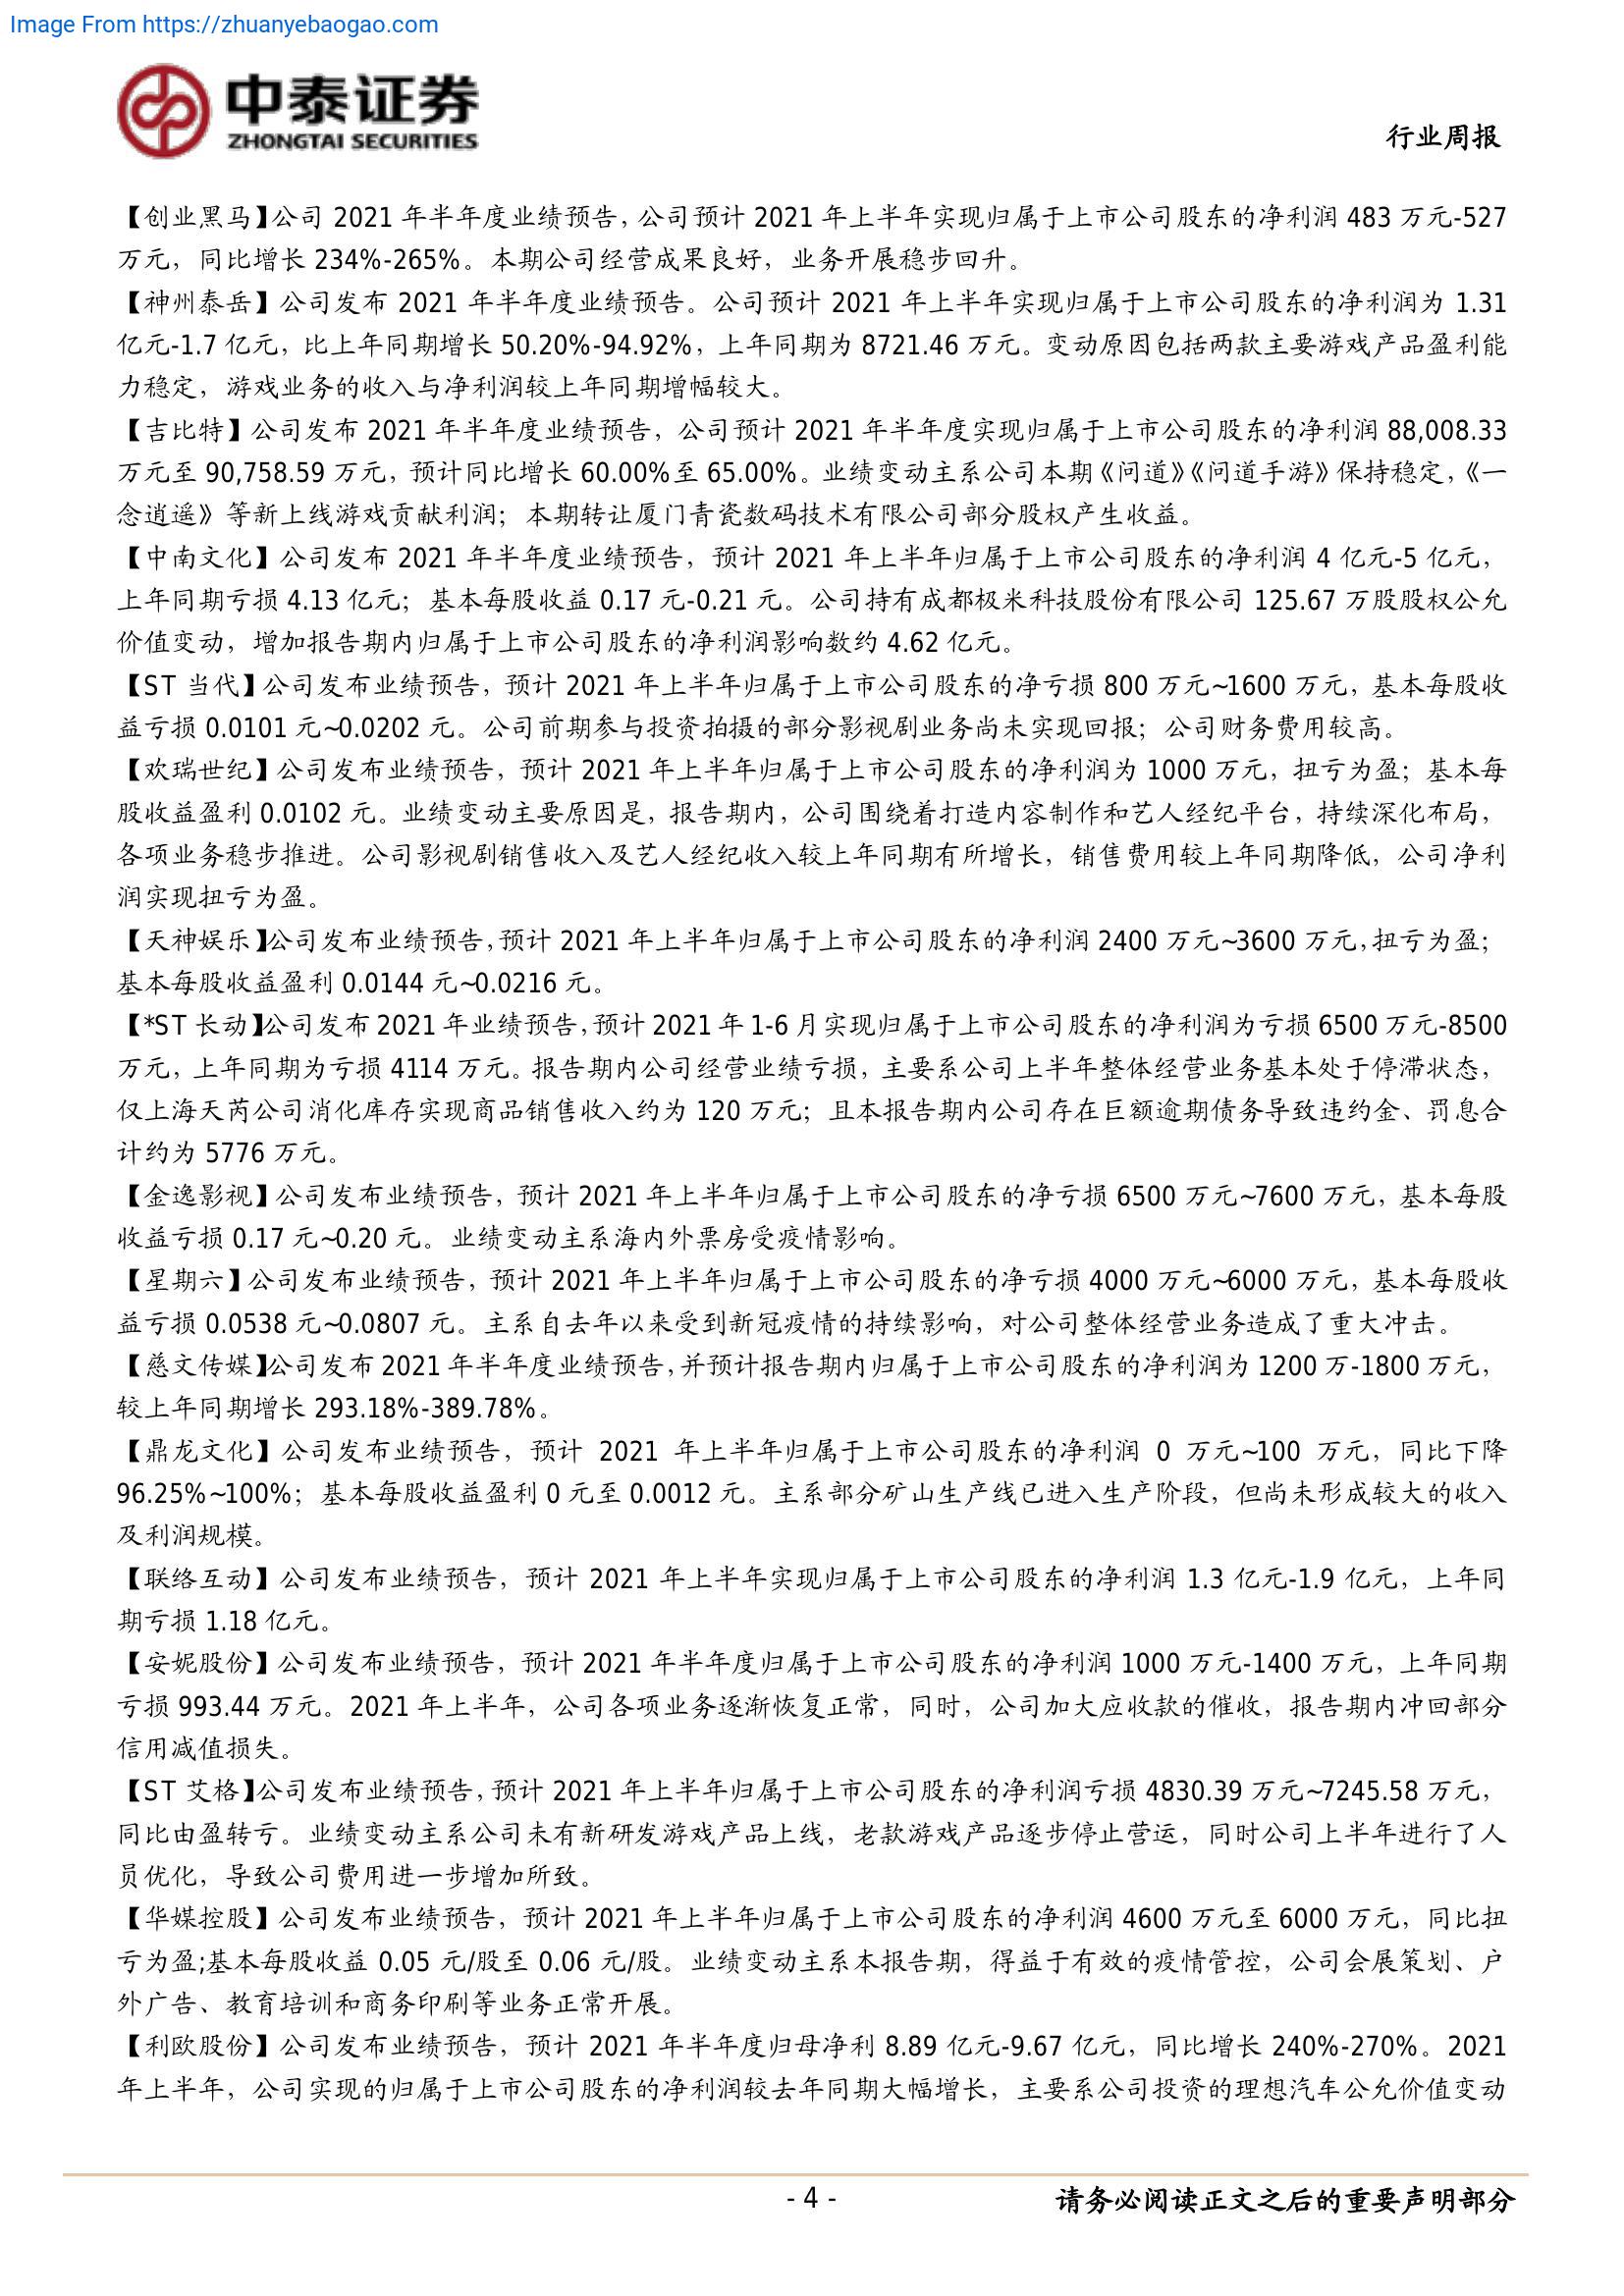 Image From https://zhuanyebaogao.com
中泰证券
ZHONGTAI SECURITIES
行业周报
【创业黑马】公司 2021 年半年度业绩预告，公司预计 2021 年上半年实现归属于上市公司股东的净利润 483 万元-527
万元，同比增长 234%-265%。本期公司经营成果良好，业务开展稳步回升。
【神州泰岳】公司发布 2021 年半年度业绩预告。公司预计 2021 年上半年实现归属于上市公司股东的净利润为 1.31
亿元-1.7 亿元，比上年同期增长 50.20%-94.92%，上年同期为 8721.46 万元。变动原因包括两款主要游戏产品盈利能
力稳定，游戏业务的收入与净利润较上年同期增幅较大。
【吉比特】公司发布 2021 年半年度业绩预告，公司预计 2021 年半年度实现归属于上市公司股东的净利润 88,008.33
万元至 90,758.59 万元，预计同比增长 60.00%至 65.00%。业绩变动主系公司本期《问道》《问道手游》保持稳定，《一
念逍遥》等新上线游戏贡献利润；本期转让厦门青瓷数码技术有限公司部分股权产生收益。
【中南文化】公司发布 2021 年半年度业绩预告，预计 2021 年上半年归属于上市公司股东的净利润 4 亿元-5 亿元，
上年同期亏损 4.13 亿元；基本每股收益 0.17 元-0.21 元。公司持有成都极米科技股份有限公司 125.67 万股股权公允
价值变动，增加报告期内归属于上市公司股东的净利润影响数约 4.62 亿元。
【ST 当代】公司发布业绩预告，预计 2021 年上半年归属于上市公司股东的净亏损 800 万元~1600 万元，基本每股收
益亏损 0.0101 元~0.0202 元。公司前期参与投资拍摄的部分影视剧业务尚未实现回报；公司财务费用较高。
【欢瑞世纪】公司发布业绩预告，预计 2021 年上半年归属于上市公司股东的净利润为 1000 万元，扭亏为盈；基本每
股收益盈利 0.0102 元。业绩变动主要原因是，报告期内，公司围绕着打造内容制作和艺人经纪平台，持续深化布局，
各项业务稳步推进。公司影视剧销售收入及艺人经纪收入较上年同期有所增长，销售费用较上年同期降低，公司净利
润实现扭亏为盈。
【天神娱乐】公司发布业绩预告，预计 2021 年上半年归属于上市公司股东的净利润 2400 万元~3600 万元，扭亏为盈；
基本每股收益盈利 0.0144 元~0.0216 元。
【*ST 长动】公司发布 2021 年业绩预告，预计 2021 年 1-6 月实现归属于上市公司股东的净利润为亏损 6500 万元-8500
万元，上年同期为亏损 4114 万元。报告期内公司经营业绩亏损，主要系公司上半年整体经营业务基本处于停滞状态，
仅上海天芮公司消化库存实现商品销售收入约为 120 万元；且本报告期内公司存在巨额逾期债务导致违约金、罚息合
计约为 5776 万元。
【金逸影视】公司发布业绩预告，预计 2021 年上半年归属于上市公司股东的净亏损 6500 万元~7600 万元，基本每股
收益亏损 0.17 元~0.20 元。业绩变动主系海内外票房受疫情影响。
【星期六】公司发布业绩预告，预计 2021 年上半年归属于上市公司股东的净亏损 4000 万元~6000 万元，基本每股收
益亏损 0.0538 元~0.0807 元。主系自去年以来受到新冠疫情的持续影响，对公司整体经营业务造成了重大冲击。
【慈文传媒】公司发布 2021 年半年度业绩预告，并预计报告期内归属于上市公司股东的净利润为 1200 万-1800 万元，
较上年同期增长 293.18%-389.78%。
【鼎龙文化】公司发布业绩预告，预计 2021 年上半年归属于上市公司股东的净利润 0 万元~100 万元，同比下降
96.25%~100%；基本每股收益盈利 0 元至 0.0012 元。主系部分矿山生产线已进入生产阶段，但尚未形成较大的收入
及利润规模。
【联络互动】公司发布业绩预告，预计 2021 年上半年实现归属于上市公司股东的净利润 1.3 亿元-1.9 亿元，上年同
期亏损 1.18 亿元。
【安妮股份】公司发布业绩预告，预计 2021 年半年度归属于上市公司股东的净利润 1000 万元-1400 万元，上年同期
亏损 993.44 万元。2021 年上半年，公司各项业务逐渐恢复正常，同时，公司加大应收款的催收，报告期内冲回部分
信用减值损失。
【ST 艾格】公司发布业绩预告，预计 2021 年上半年归属于上市公司股东的净利润亏损 4830.39 万元~7245.58 万元，
同比由盈转亏。业绩变动主系公司未有新研发游戏产品上线，老款游戏产品逐步停止营运，同时公司上半年进行了人
员优化，导致公司费用进一步增加所致。
【华媒控股】公司发布业绩预告，预计 2021 年上半年归属于上市公司股东的净利润 4600 万元至 6000 万元，同比扭
亏为盈;基本每股收益 0.05 元/股至 0.06 元/股。业绩变动主系本报告期，得益于有效的疫情管控，公司会展策划、户
外广告、教育培训和商务印刷等业务正常开展。
【利欧股份】公司发布业绩预告，预计 2021 年半年度归母净利 8.89 亿元-9.67 亿元，同比增长 240%-270%。2021
年上半年，公司实现的归属于上市公司股东的净利润较去年同期大幅增长，主要系公司投资的理想汽车公允价值变动
- 4 -
请务必阅读正文之后的重要声明部分